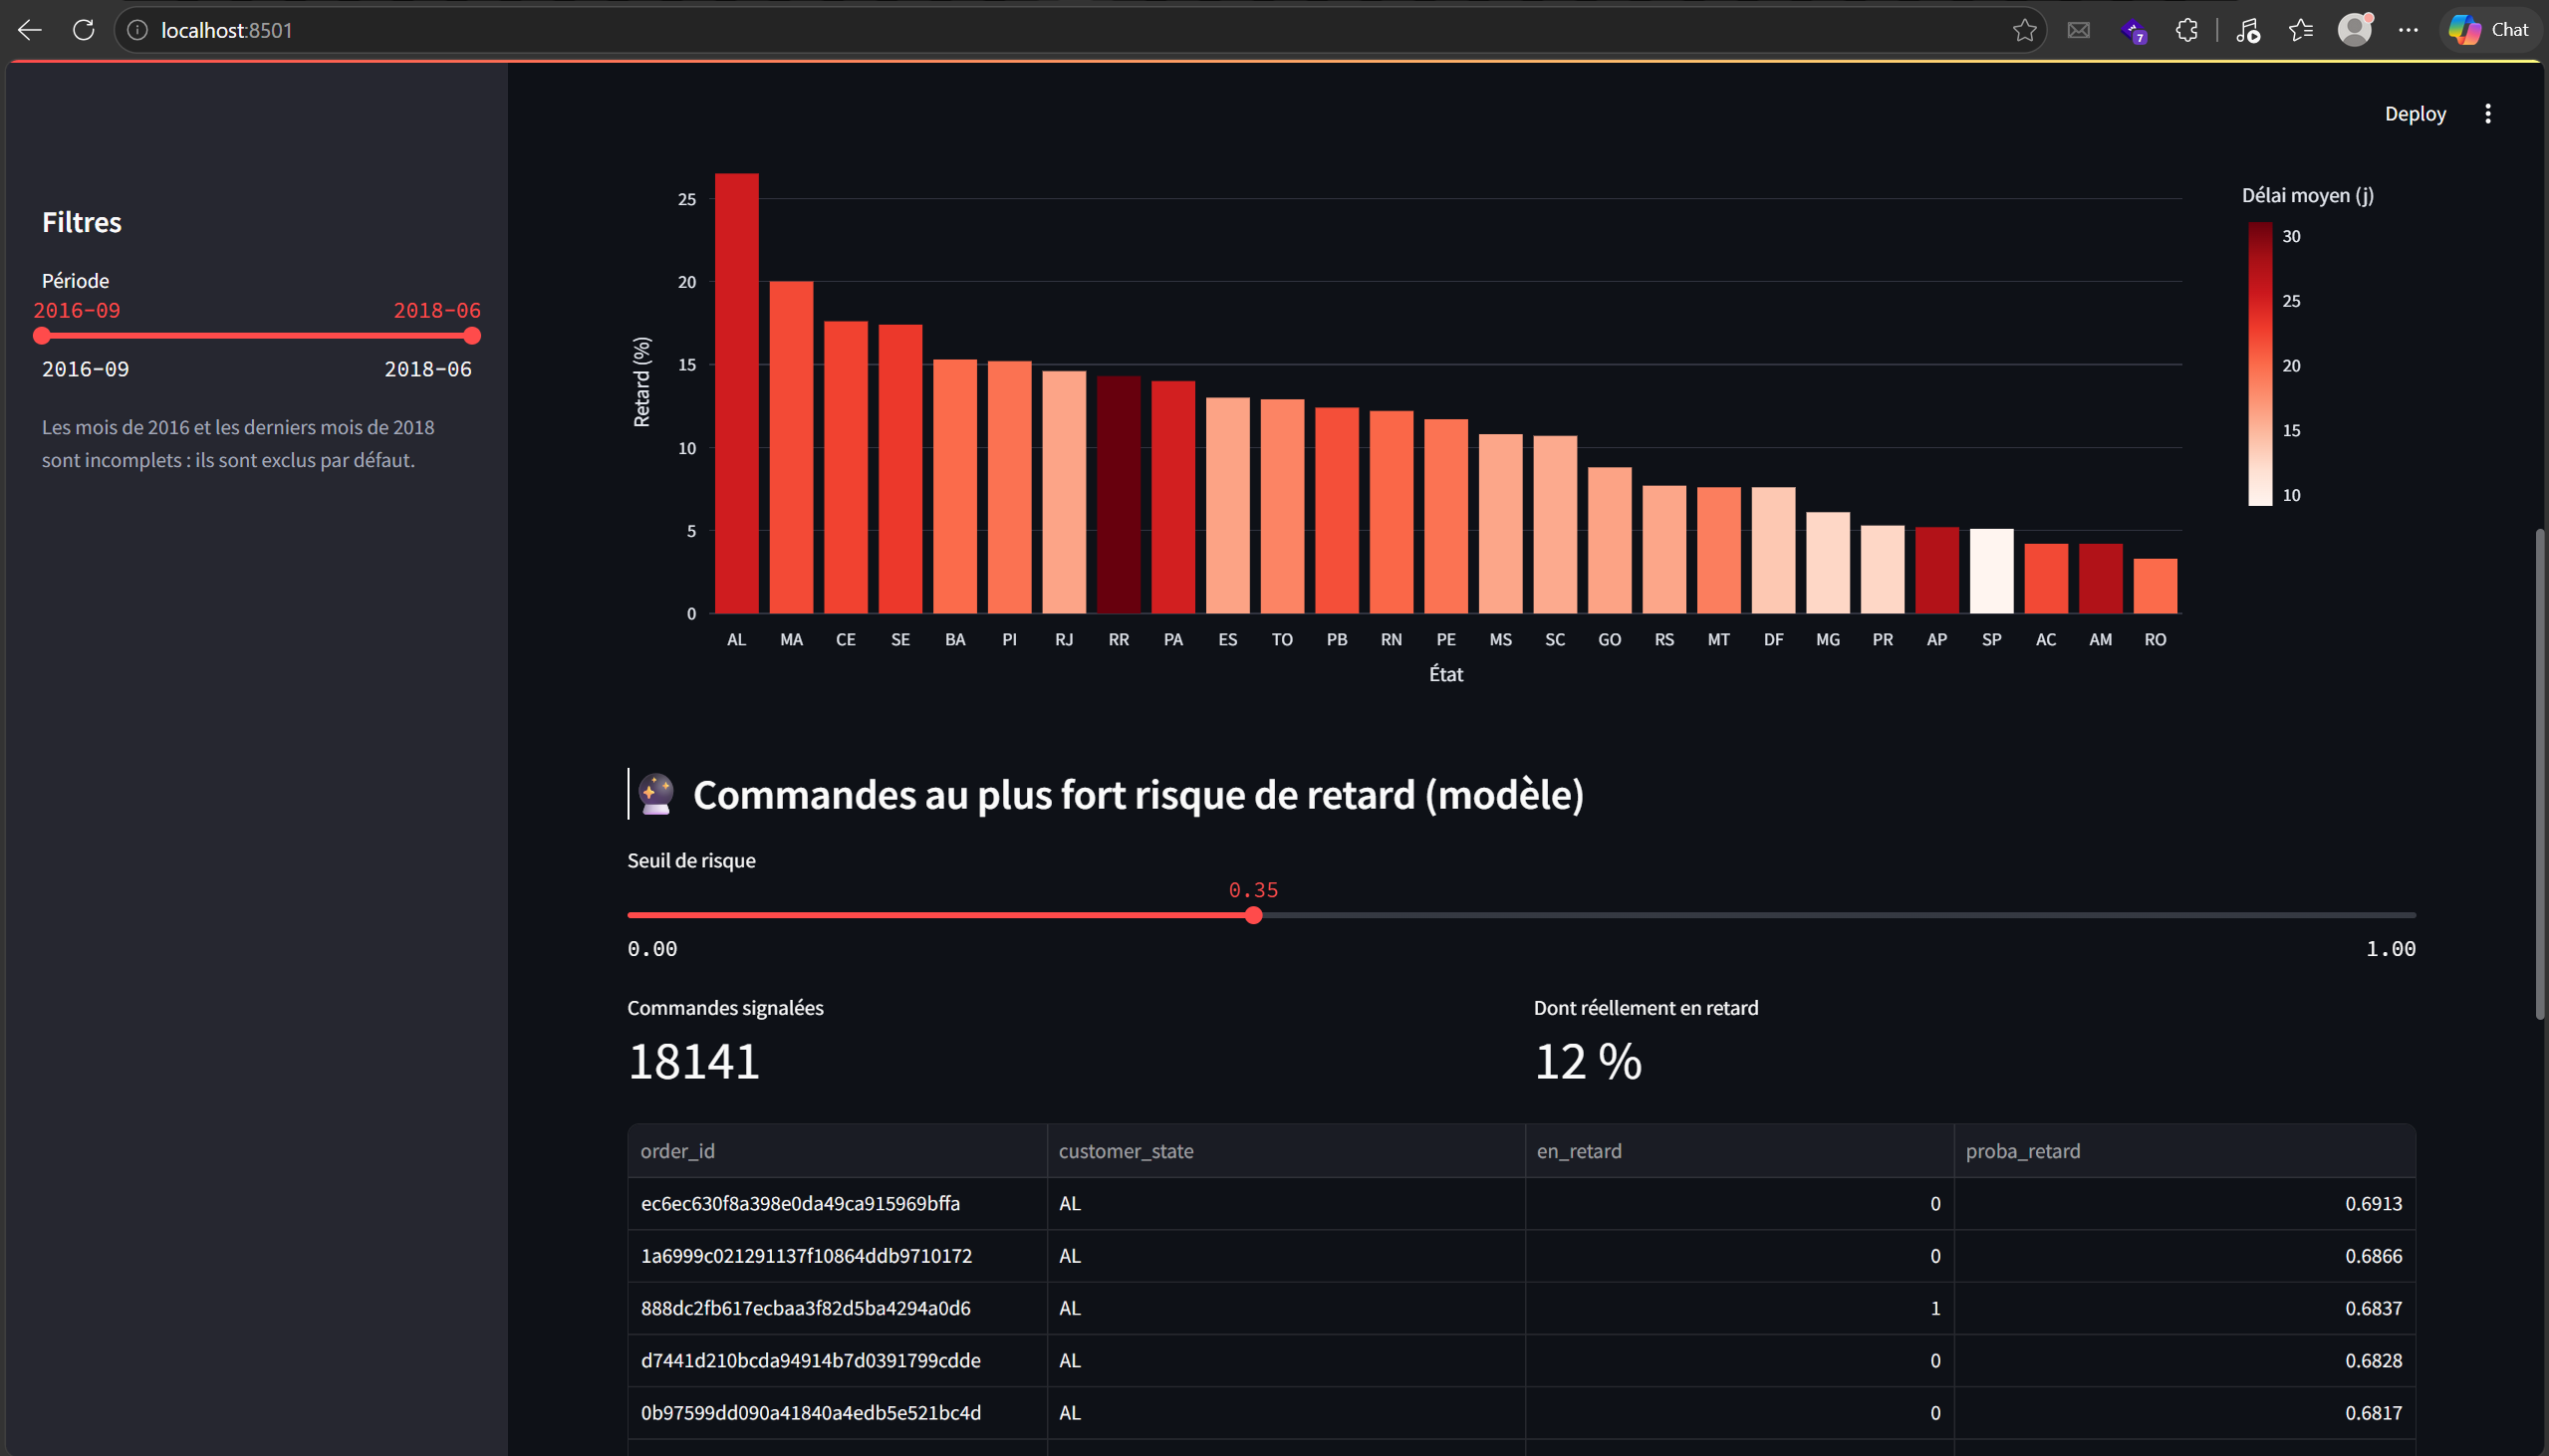 localhost:8501
7
Chat
Deploy
Filtres
Période
2016-09 2018-06
2016-09 2018-06
Les mois de 2016 et les derniers mois de 2018
sont incomplets : ils sont exclus par défaut.
Retard (%)
25
20
15
10
5
0
AL MA CE SE BA PI RJ RR PA ES TO PB RN PE MS SC GO RS MT DF MG PR AP SP AC AM RO
État
Délai moyen (j)
30
25
20
15
10
Commandes au plus fort risque de retard (modèle)
Seuil de risque
0.35
0.00 1.00
Commandes signalées Dont réellement en retard
18141 12 %
order_id customer_state en_retard proba_retard
ec6ec630f8a398e0da49ca915969bffa AL 0 0.6913
1a6999c021291137f10864ddb9710172 AL 0 0.6866
888dc2fb617ecbaa3f82d5ba4294a0d6 AL 1 0.6837
d7441d210bcda94914b7d0391799cdde AL 0 0.6828
0b97599dd090a41840a4edb5e521bc4d AL 0 0.6817